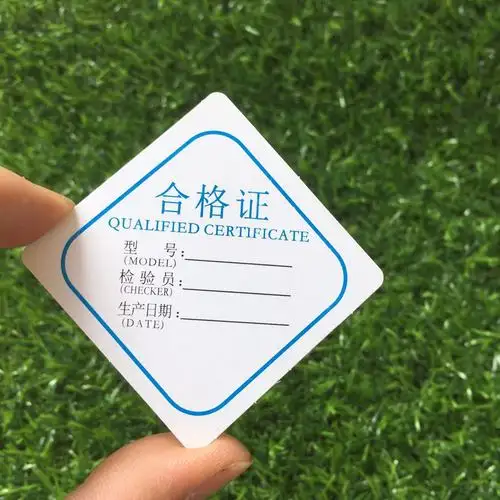 合格证
QUALIFIED CERTIFICATE
型 号:
(MODEL)
检验员:
(CHECKER)
生产日期:
(DATE)